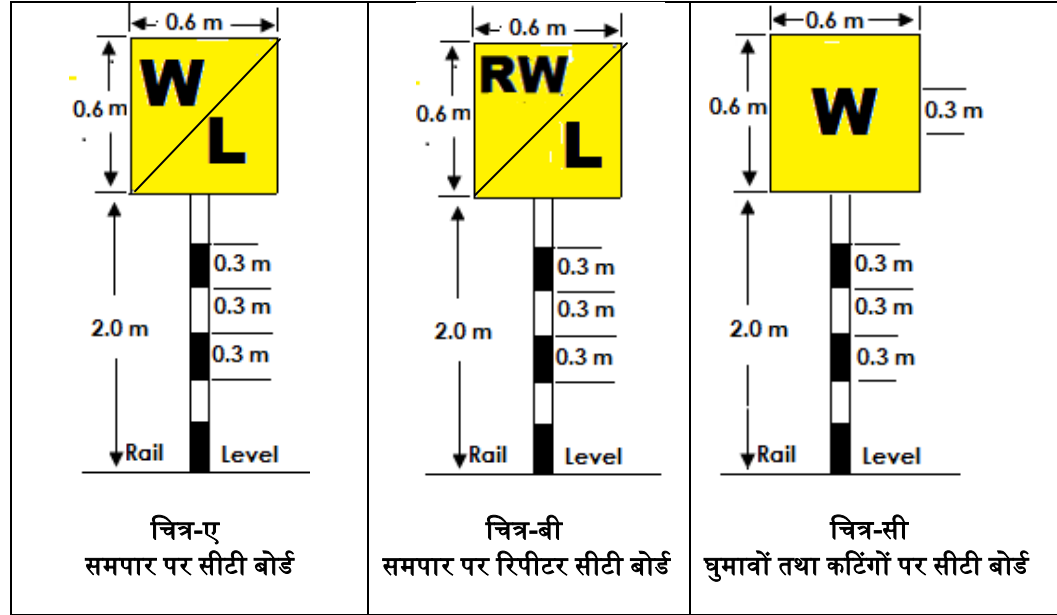 0.6 m
0.6 m
W
L
0.3 m
0.3 m
0.3 m
2.0 m
Rail Level
चित्र-ए
समपार पर सीटी बोर्ड
0.6 m
0.6 m
RW
L
0.3 m
0.3 m
0.3 m
2.0 m
Rail Level
चित्र-बी
समपार पर रिपीटर सीटी बोर्ड
0.6 m
0.6 m
W
0.3 m
0.3 m
0.3 m
0.3 m
2.0 m
Rail Level
चित्र-सी
घुमावों तथा कटिंगों पर सीटी बोर्ड